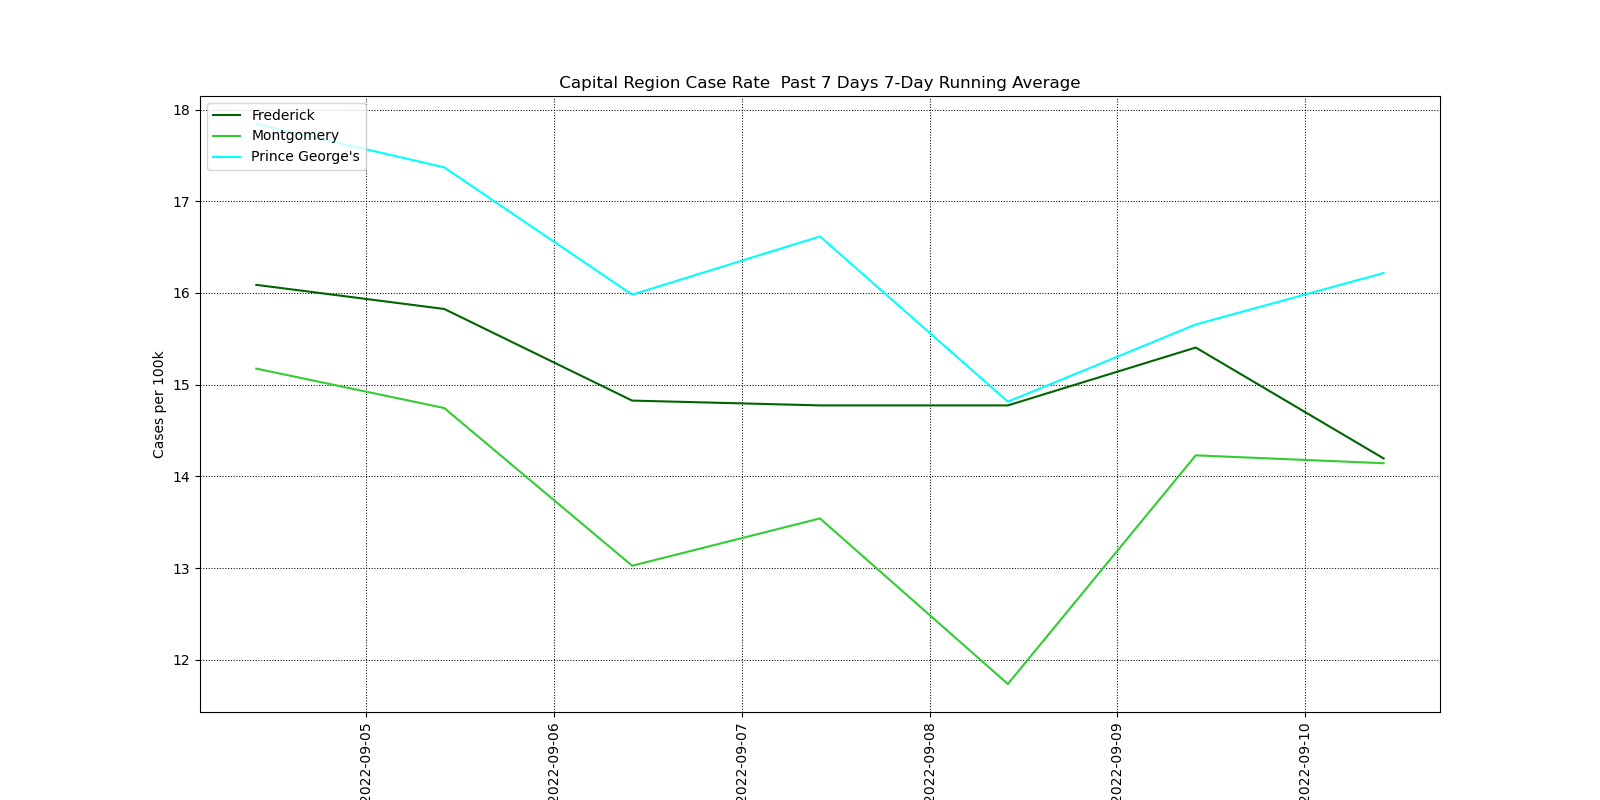 Capital Region Case Rate  Past 7 Days 7-Day Running Average
Frederick
Montgomery
Prince George's
Cases per 100k
18
17
16
15
14
13
12
2022-09-05
2022-09-06
2022-09-07
2022-09-08
2022-09-09
2022-09-10